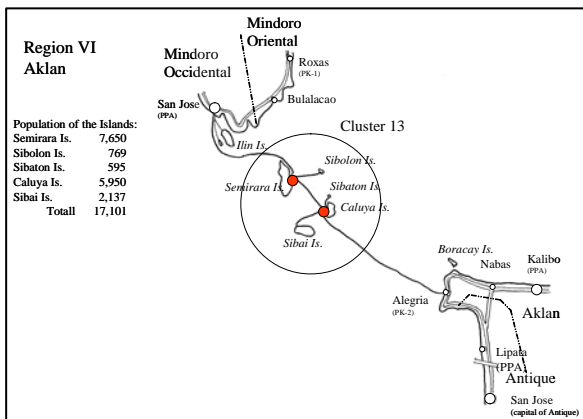 Region VI
Aklan
Mindoro
Oriental
Mindoro
Occidental
Roxas
(PK-1)
Bulalacao
San Jose
(PPA)
Cluster 13
Population of the Islands:
Semirara Is. 7,650
Sibolon Is. 769
Sibaton Is. 595
Caluya Is. 5,950
Sibai Is. 2,137
Totall 17,101
Ilin Is.
Sibolon Is.
Semirara Is.
Sibaton Is.
Caluya Is.
Sibai Is.
Boracay Is.
Nabas
Kalibo
(PPA)
Alegria
(PK-2)
Aklan
Lipata
(PPA)
Antique
San Jose
(capital of Antique)